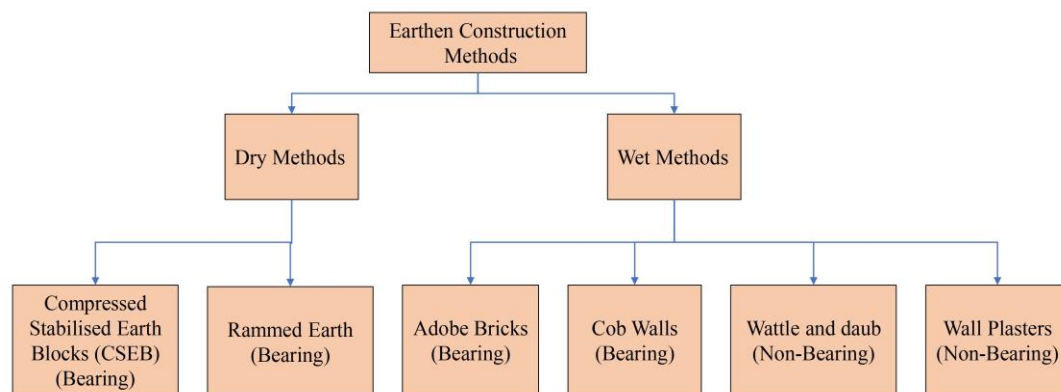 Earthen Construction
Methods
Dry Methods
Wet Methods
Compressed
Stabilised Earth
Blocks (CSEB)
(Bearing)
Rammed Earth
(Bearing)
Adobe Bricks
(Bearing)
Cob Walls
(Bearing)
Wattle and daub
(Non-Bearing)
Wall Plasters
(Non-Bearing)